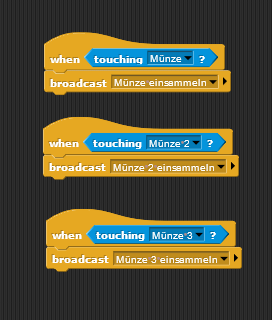 when touching Münze ?
broadcast Münze einsammeln
when touching Münze 2 ?
broadcast Münze 2 einsammeln
when touching Münze 3 ?
broadcast Münze 3 einsammeln